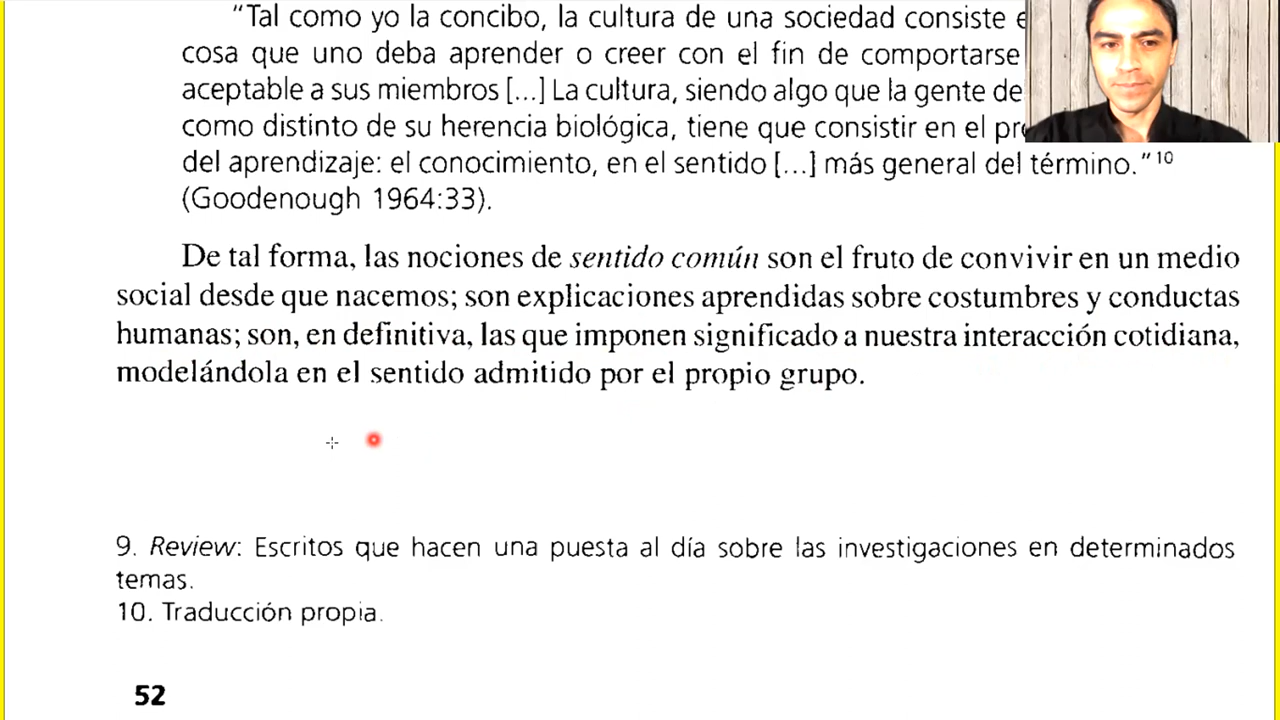 “Tal como yo la concibo, la cultura de una sociedad consiste
cosa que uno deba aprender o creer con el fin de comportarse
aceptable a sus miembros [...] La cultura, siendo algo que la gente
como distinto de su herencia biológica, tiene que consistir en el
del aprendizaje: el conocimiento, en el sentido [...] más general del término.”10
(Goodenough 1964:33).
De tal forma, las nociones de sentido común son el fruto de convivir en un medio
social desde que nacemos; son explicaciones aprendidas sobre costumbres y conductas
humanas; son, en definitiva, las que imponen significado a nuestra interacción cotidiana,
modelándola en el sentido admitido por el propio grupo.
9. Review: Escritos que hacen una puesta al día sobre las investigaciones en determinados
temas.
10. Traducción propia.
52